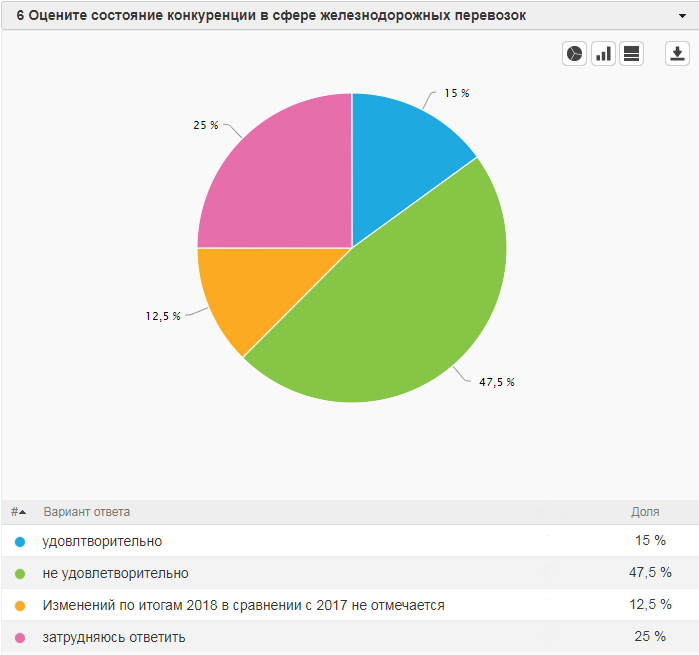 6 Оцените состояние конкуренции в сфере железнодорожных перевозок
15 %
25 %
12,5 %
47,5 %
# Вариант ответа Доля
удовлтворительно 15 %
не удовлетворительно 47,5 %
Изменений по итогам 2018 в сравнении с 2017 не отмечается 12,5 %
затрудняюсь ответить 25 %